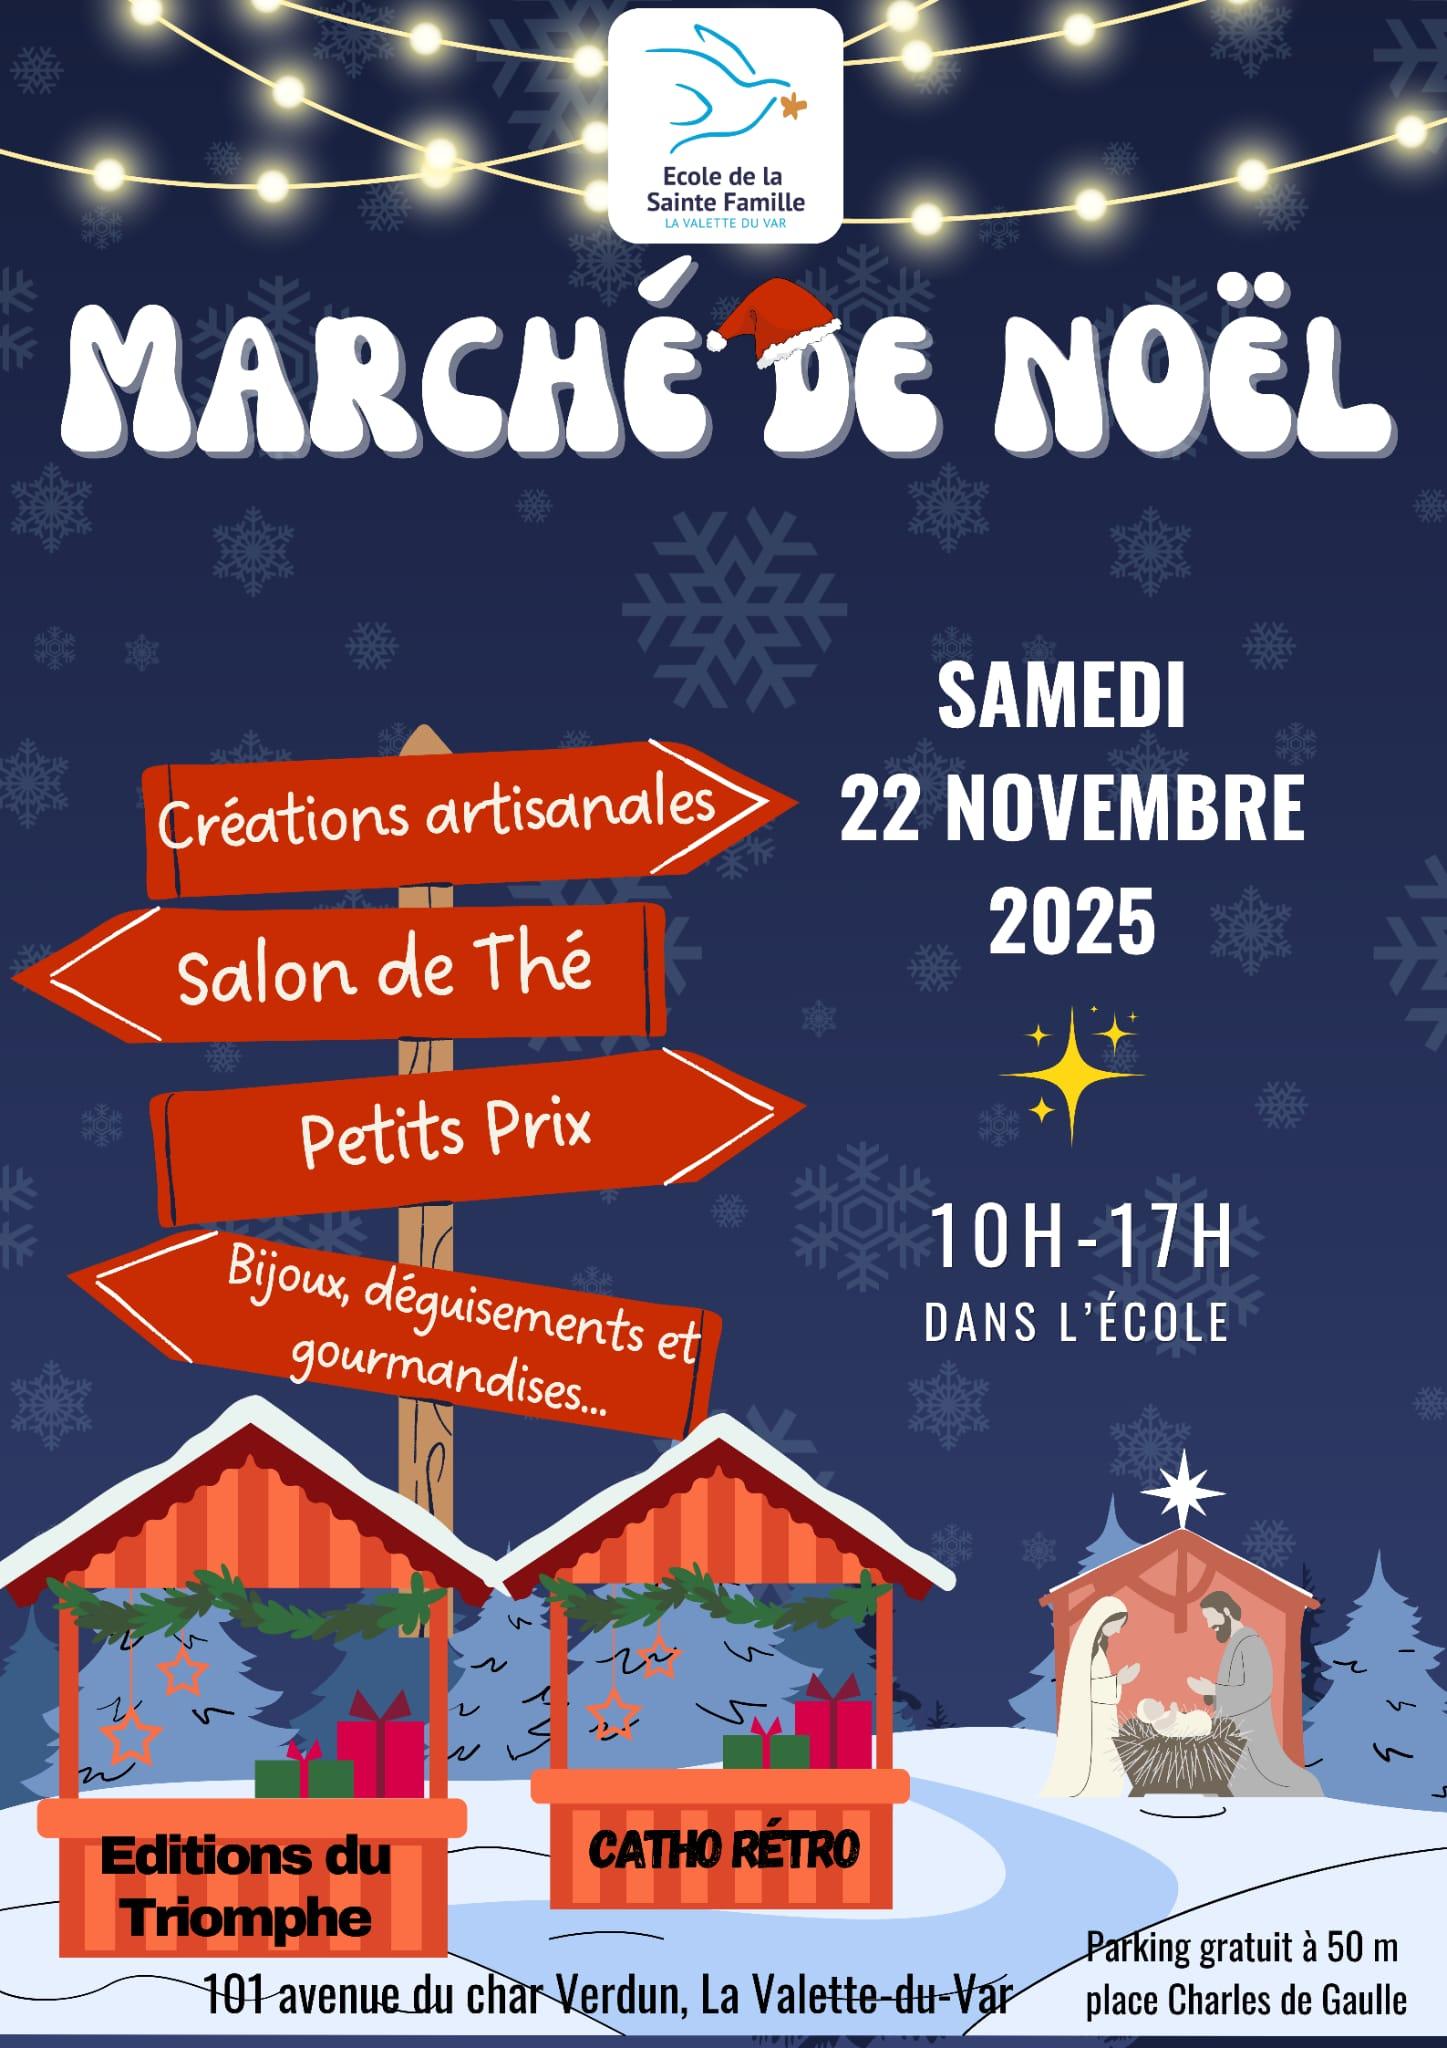 Ecole de la
Sainte Famille
LA VALETTE DU VAR
MARCHÉ DE NOËL
SAMEDI
22 NOVEMBRE
2025
Créations artisanales
Salon de Thé
Petits Prix
Bijoux, déguisements et
gourmandises...
10H-17H
DANS L'ÉCOLE
Editions du
Triomphe
CATHO RÉTRO
101 avenue du char Verdun, La Valette-du-Var
Parking gratuit à 50 m
place Charles de Gaulle